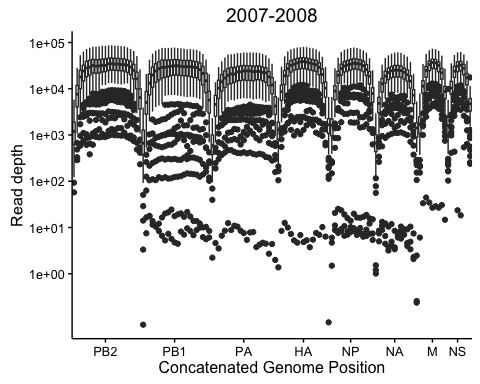 2007-2008
1e+05
1e+04
1e+03
1e+02
1e+01
1e+00
Read depth
PB2 PB1 PA HA NP NA M NS
Concatenated Genome Position